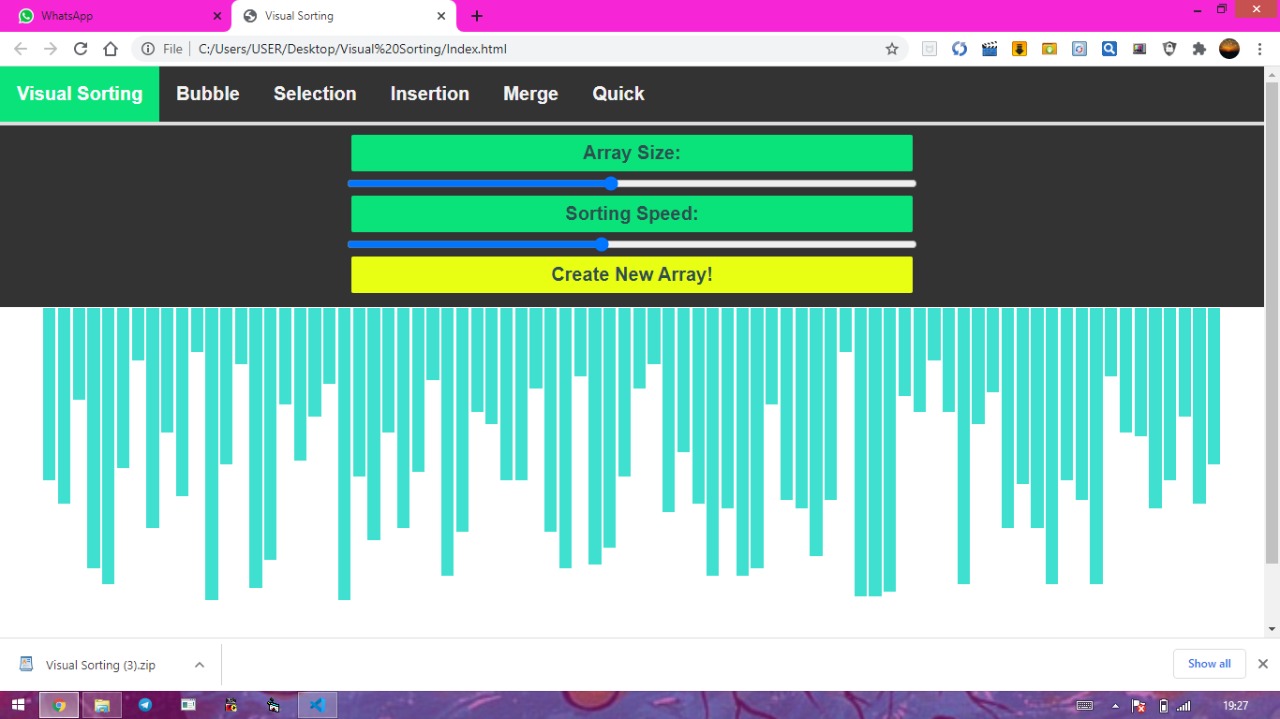 WhatsApp
Visual Sorting
File
C:/Users/USER/Desktop/Visual%20Sorting/Index.html
Visual Sorting Bubble Selection Insertion Merge Quick
Array Size:
Sorting Speed:
Create New Array!
Visual Sorting (3).zip
Show all
19:27